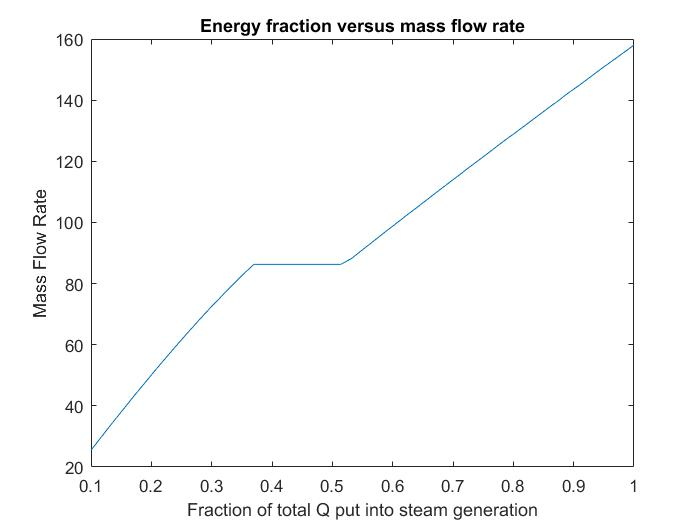 Energy fraction versus mass flow rate
160
140
120
100
80
60
40
20
Mass Flow Rate
0.1 0.2 0.3 0.4 0.5 0.6 0.7 0.8 0.9 1
Fraction of total Q put into steam generation